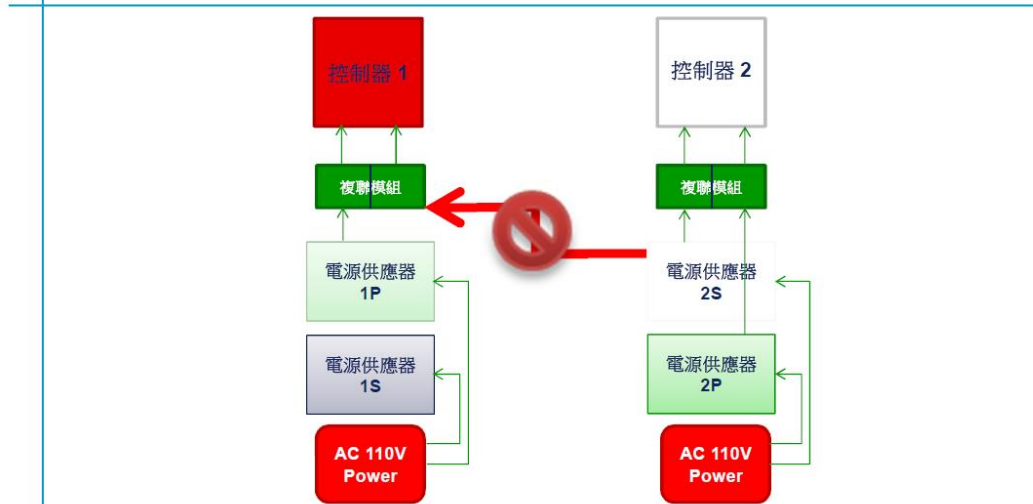 控制器 1
控制器 2
複聯模組
複聯模組
電源供應器
1P
電源供應器
2S
電源供應器
1S
電源供應器
2P
AC 110V
Power
AC 110V
Power